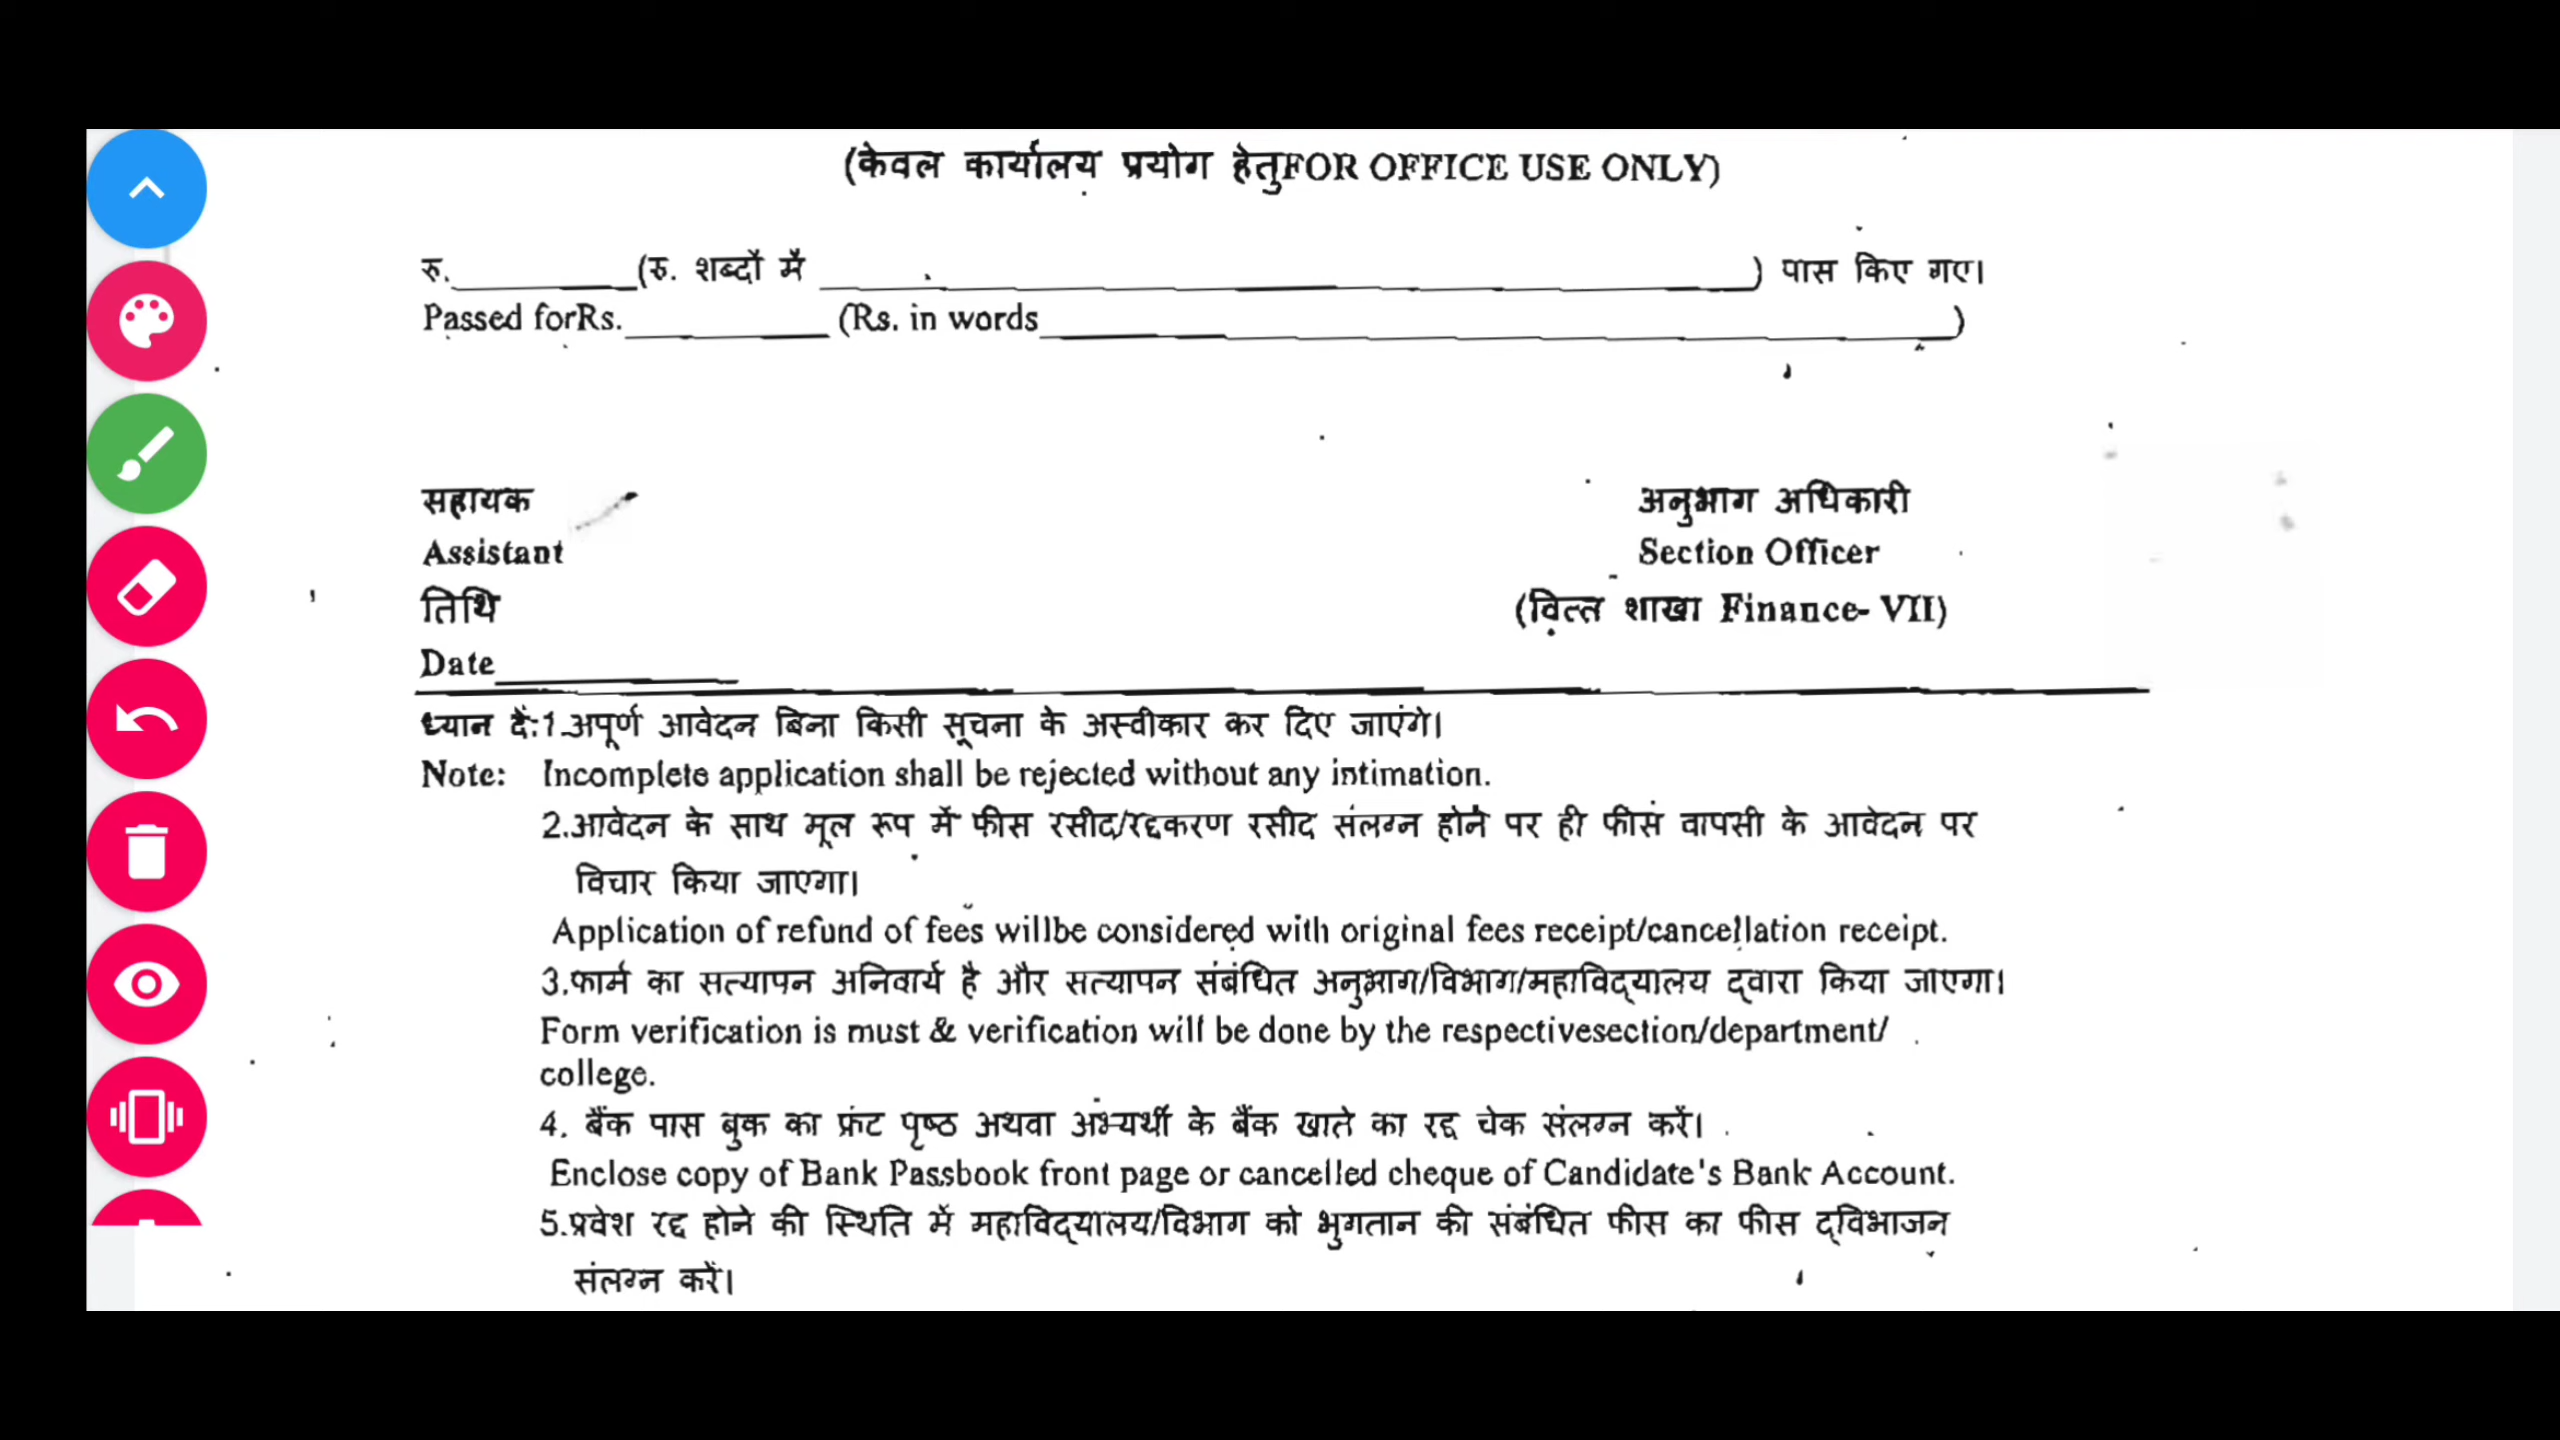 (केवल कार्यालय प्रयोग हेतुFOR OFFICE USE ONLY)
रु.__________(रु. शब्दों में ______________________________) पास किए गए।
Passed forRs.__________ (Rs. in words______________________________)
सहायक
अनुभाग अधिकारी
Assistant
Section Officer
तिथि
(वित्त शाखा Finance- VII)
Date__________
ध्यान दें:1.अपूर्ण आवेदन बिना किसी सूचना के अस्वीकार कर दिए जाएंगे।
Note: Incomplete application shall be rejected without any intimation.
2.आवेदन के साथ मूल रूप में फीस रसीद/रद्दकरण रसीद संलग्न होने पर ही फीस वापसी के आवेदन पर
विचार किया जाएगा।
Application of refund of fees willbe considered with original fees receipt/cancellation receipt.
3.फार्म का सत्यापन अनिवार्य है और सत्यापन संबंधित अनुभाग/विभाग/महाविद्यालय द्वारा किया जाएगा।
Form verification is must & verification will be done by the respectivesection/department/
college.
4. बैंक पास बुक का फ्रंट पृष्ठ अथवा अभ्यर्थी के बैंक खाते का रद्द चेक संलग्न करें।
Enclose copy of Bank Passbook front page or cancelled cheque of Candidate's Bank Account.
5.प्रवेश रद्द होने की स्थिति में महाविद्यालय/विभाग को भुगतान की संबंधित फीस का फीस द्विभाजन
संलग्न करें।